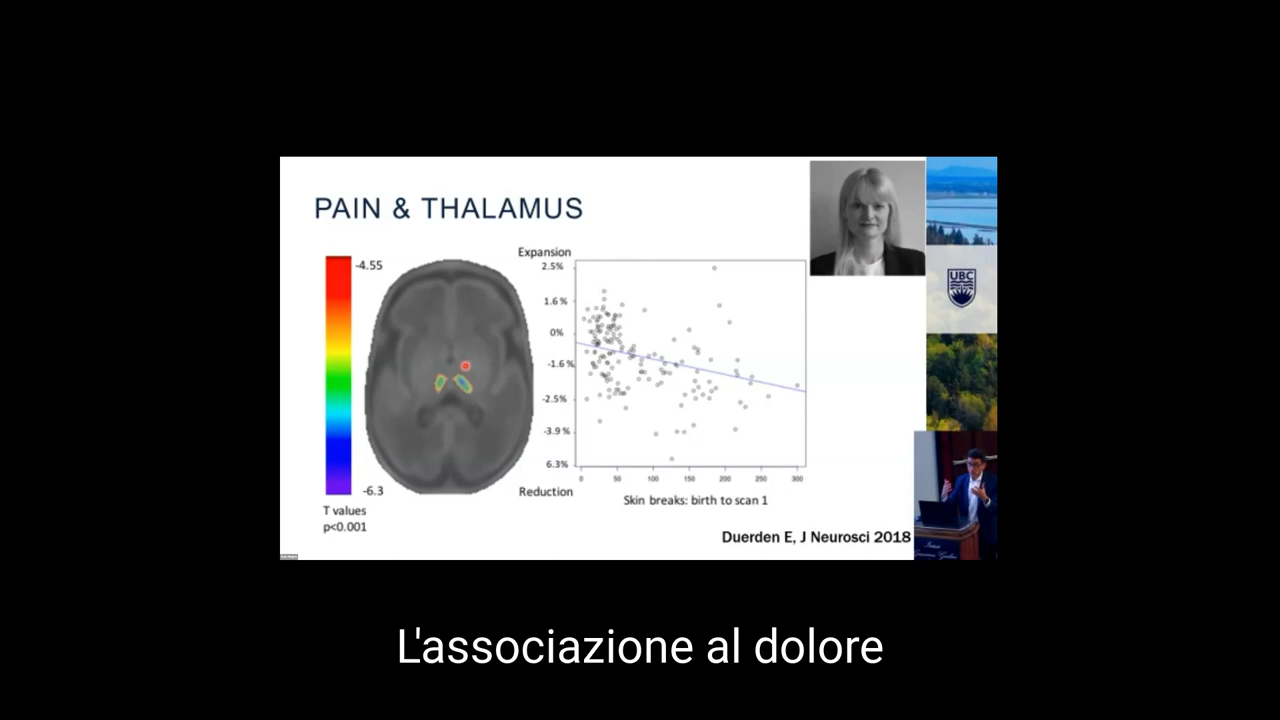 PAIN & THALAMUS
-4.55
-6.3
T values
p<0.001
Expansion
2.5%
1.6 %
0%
-1.6 %
-2.5%
-3.9 %
6.3%
Reduction
0 50 100 150 200 250 300
Skin breaks: birth to scan 1
UBC
Duerden E, J Neurosci 2018
L'associazione al dolore